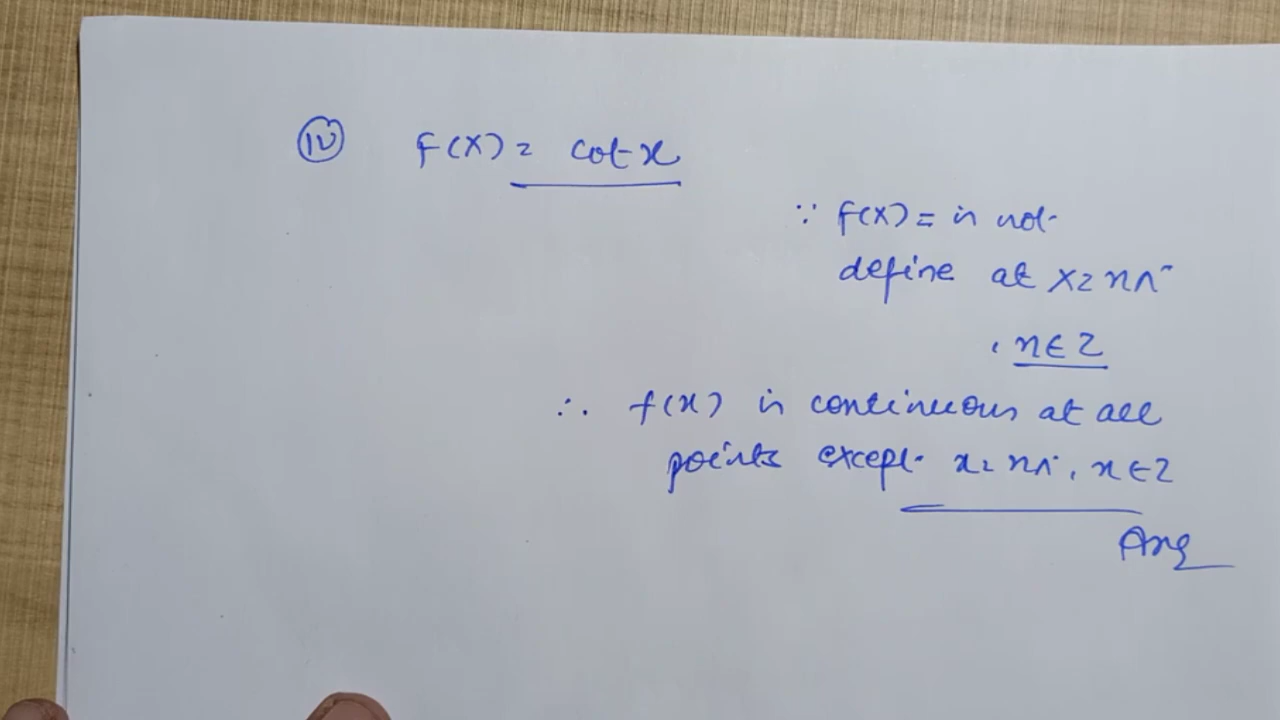 (iv) f(x) = cot x
∵ f(x) = is not
define at x = nπ
, n ∈ Z
∴ f(x) is continuous at all
points except x = nπ, n ∈ Z
Ans